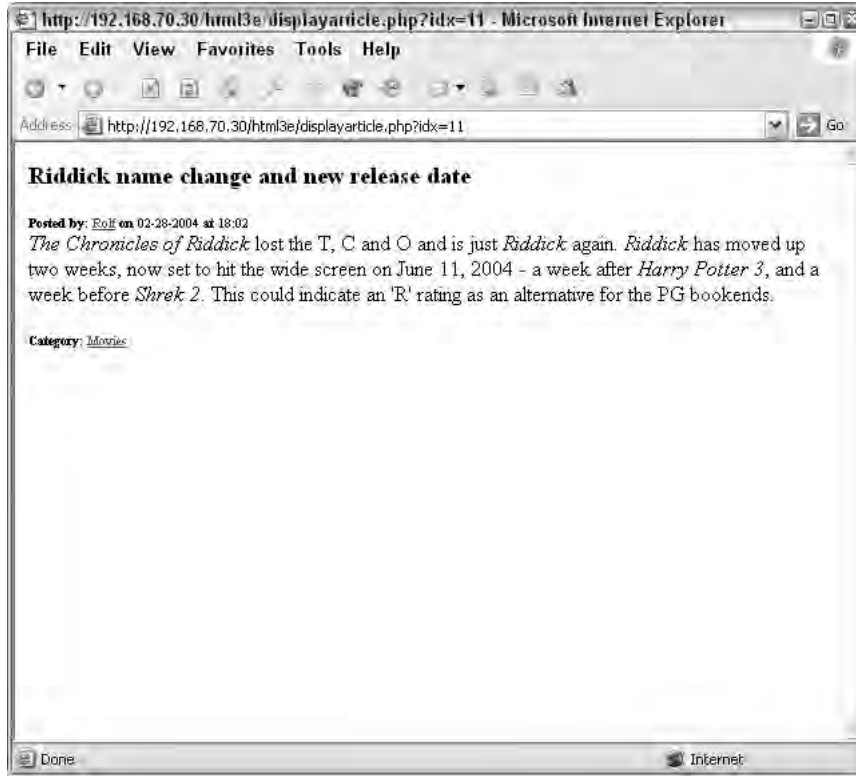 http://192.168.70.30/html3e/displayarticle.php?idx=11 - Microsoft Internet Explorer
File Edit View Favorites Tools Help
Address http://192.168.70.30/html3e/displayarticle.php?idx=11 Go
Riddick name change and new release date
Posted by: Rolf on 02-28-2004 at 18:02
The Chronicles of Riddick lost the T, C and O and is just Riddick again. Riddick has moved up
two weeks, now set to hit the wide screen on June 11, 2004 - a week after Harry Potter 3, and a
week before Shrek 2. This could indicate an 'R' rating as an alternative for the PG bookends.
Category: Movies
Done Internet